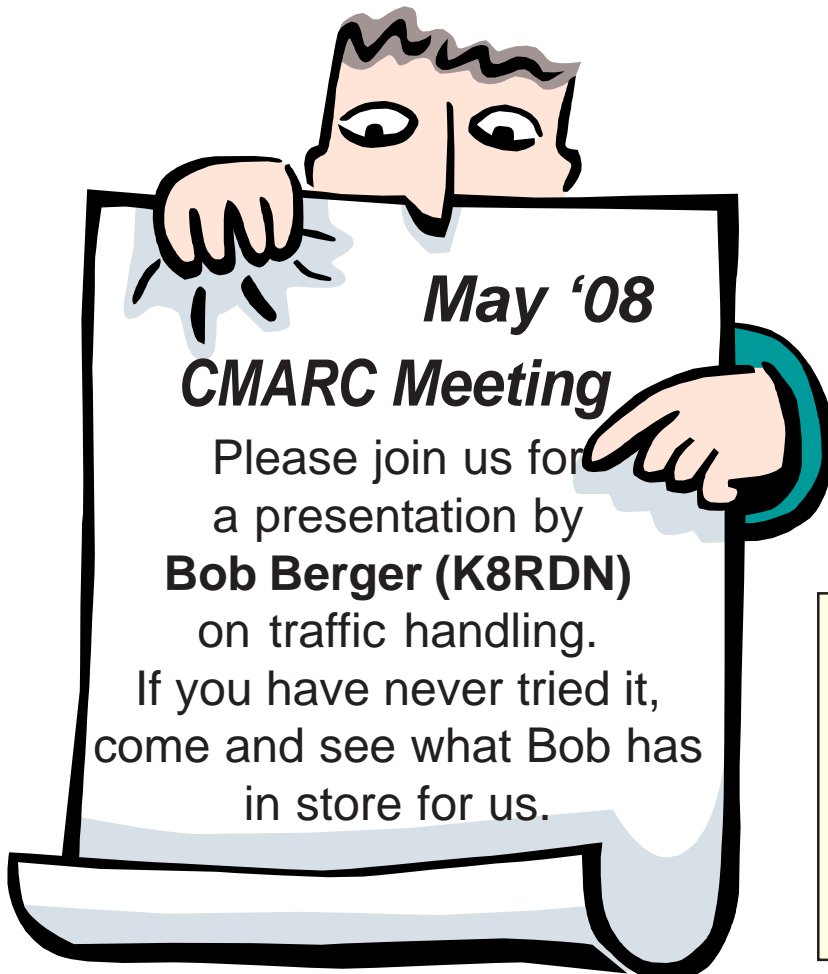 May ‘08
CMARC Meeting
Please join us for
a presentation by
Bob Berger (K8RDN)
on traffic handling.
If you have never tried it,
come and see what Bob has
in store for us.